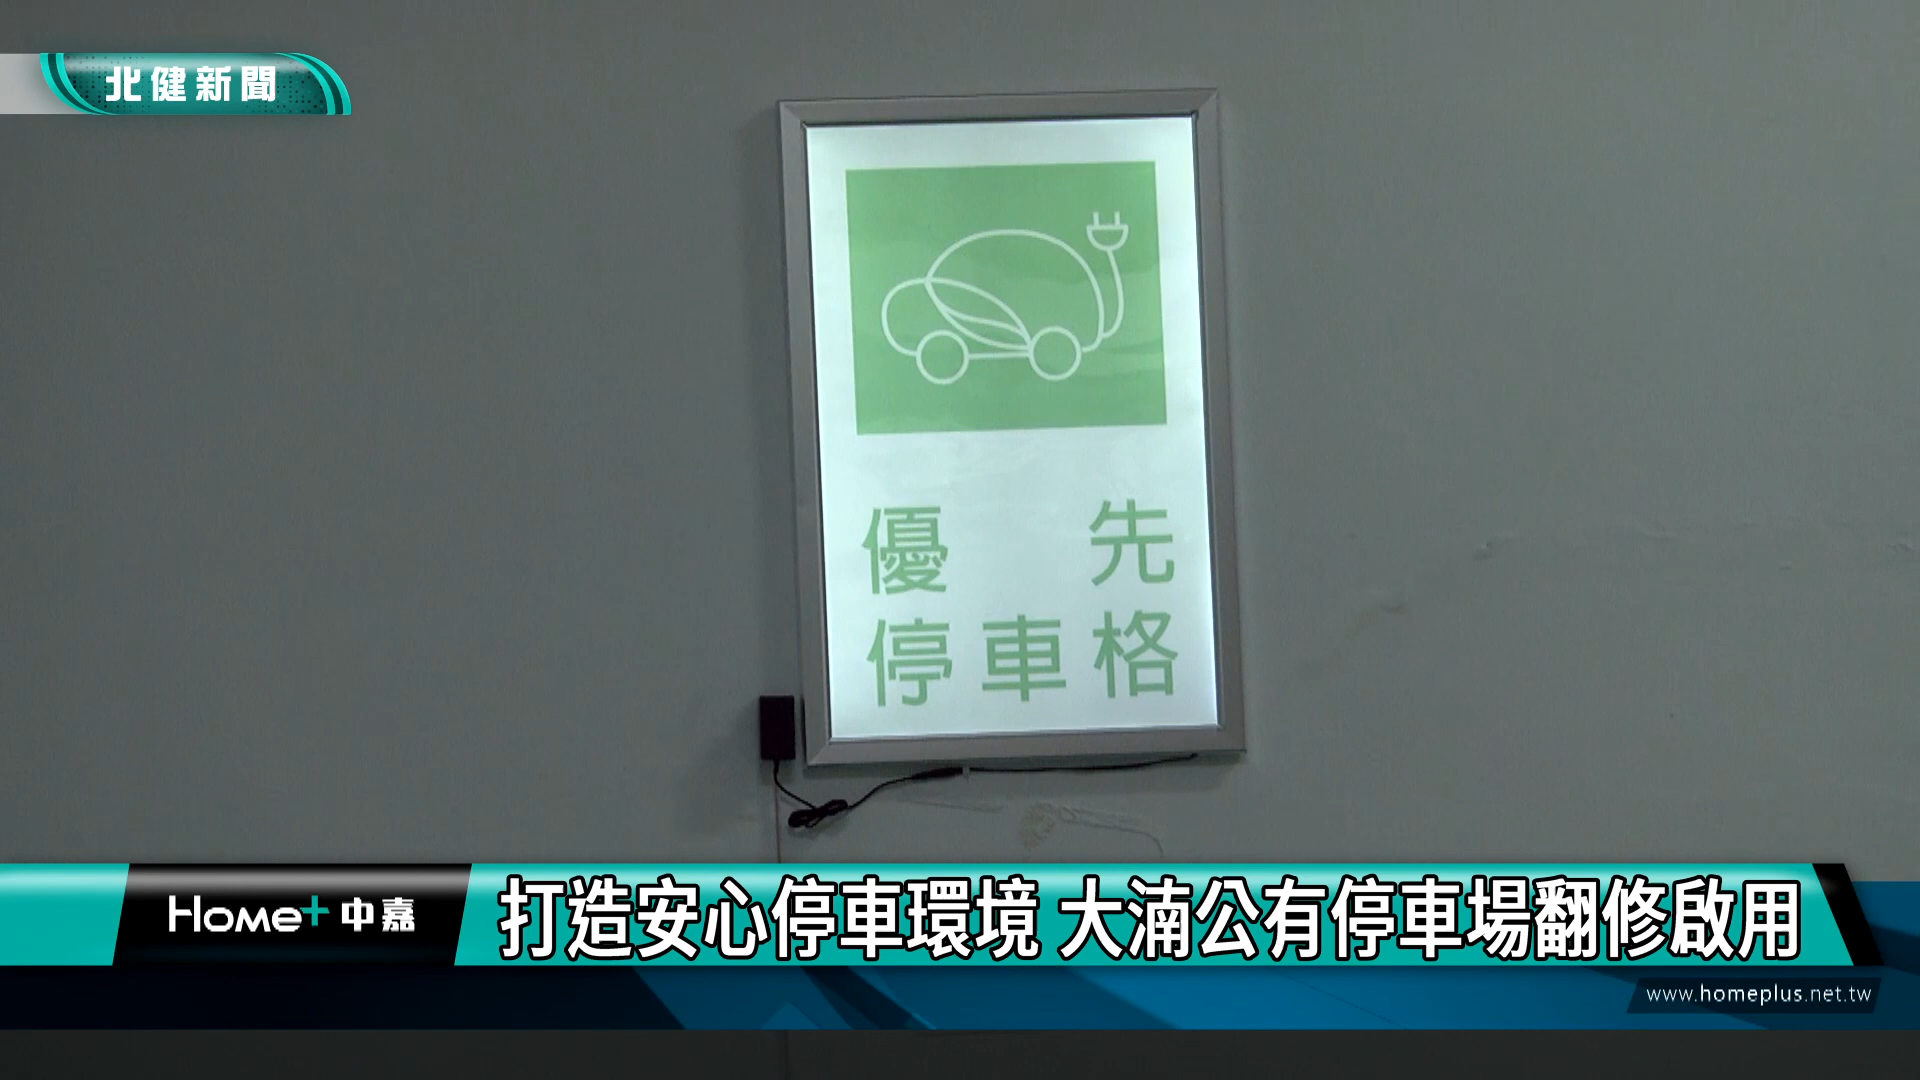 北健新聞
優 先
停車格
Home+ 中嘉
打造安心停車環境 大湳公有停車場翻修啟用
www.homeplus.net.tw